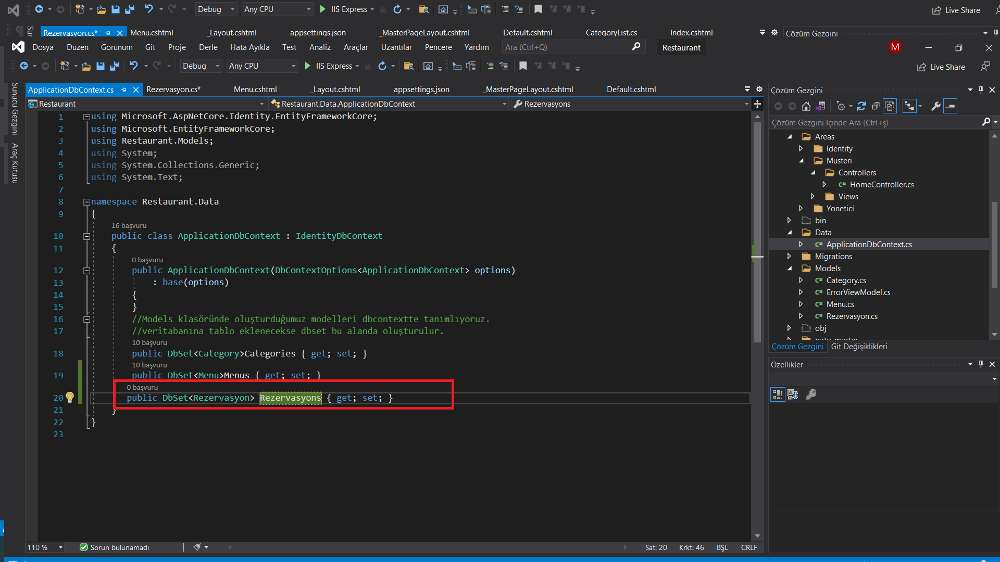 Debug Any CPU IIS Express Live Share
Sur Rezervasyon.cs* Menu.cshtml _Layout.cshtml appsettings.json _MasterPageLayout.cshtml Default.cshtml CategoryList.cs Index.cshtml Çözüm Gezgini
Dosya Düzen Görünüm Git Proje Derle Hata Ayıkla Test Analiz Araçlar Uzantılar Pencere Yardım Ara (Ctrl+Q) Restaurant M
Debug Any CPU IIS Express Live Share
Sunucu Gezgini
Araç Kutusu
ApplicationDbContext.cs Rezervasyon.cs* Menu.cshtml _Layout.cshtml appsettings.json _MasterPageLayout.cshtml Default.cshtml
Restaurant Restaurant.Data.ApplicationDbContext Rezervasyons
1 using Microsoft.AspNetCore.Identity.EntityFrameworkCore;
2 using Microsoft.EntityFrameworkCore;
3 using Restaurant.Models;
4 using System;
5 using System.Collections.Generic;
6 using System.Text;
7
8 namespace Restaurant.Data
9 {
16 başvuru
10 public class ApplicationDbContext : IdentityDbContext
11 {
0 başvuru
12 public ApplicationDbContext(DbContextOptions<ApplicationDbContext> options)
13 : base(options)
14 {
15 }
16 //Models klasöründe oluşturduğumuz modelleri dbcontextte tanımlıyoruz.
17 //veritabanına tablo eklenecekse dbset bu alanda oluşturulur.
10 başvuru
18 public DbSet<Category>Categories { get; set; }
10 başvuru
19 public DbSet<Menu>Menus { get; set; }
0 başvuru
20 public DbSet<Rezervasyon> Rezervasyons { get; set; }
21 }
22 }
23
110 % Sorun bulunamadı Sat: 20 Krkt: 46 BŞL CRLF
Çözüm Gezgini
Çözüm Gezgini İçinde Ara (Ctrl+ş)
Areas
Identity
Musteri
Controllers
C# HomeController.cs
Views
Yonetici
bin
Data
C# ApplicationDbContext.cs
Migrations
Models
C# Category.cs
C# ErrorViewModel.cs
C# Menu.cs
C# Rezervasyon.cs
obj
Çözüm Gezgini Git Değişiklikleri
Özellikler